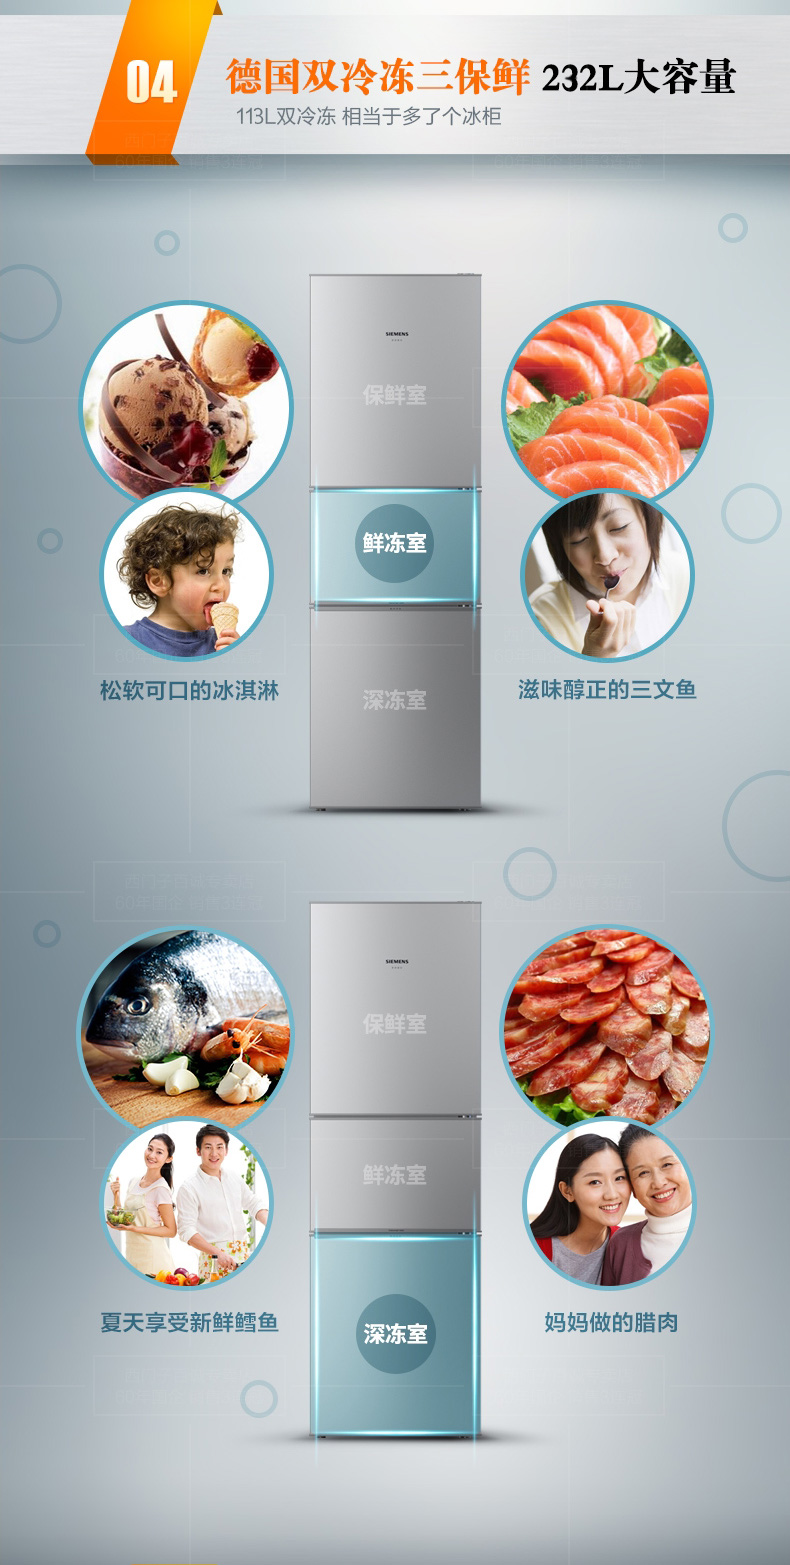 04
德国双冷冻三保鲜 232L大容量
113L双冷冻 相当于多了个冰柜
SIEMENS
保鲜室
鲜冻室
深冻室
松软可口的冰淇淋
滋味醇正的三文鱼
SIEMENS
保鲜室
鲜冻室
深冻室
夏天享受新鲜鳕鱼
妈妈做的腊肉